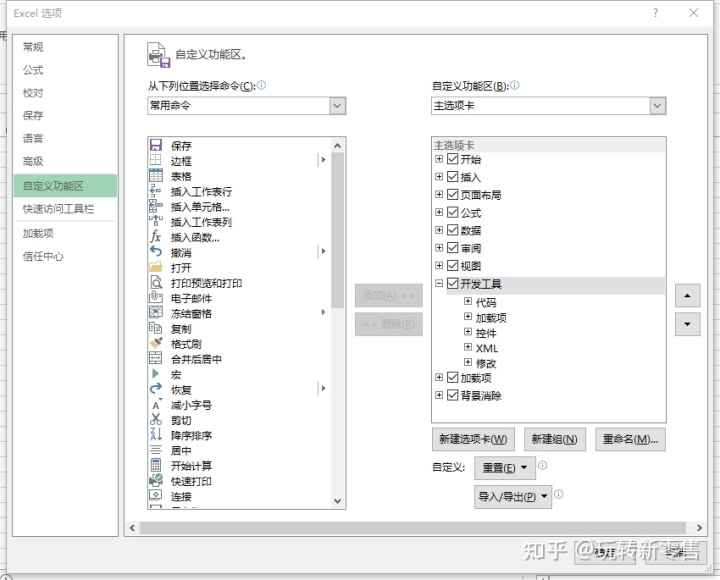 Excel 选项
?
常规
公式
校对
保存
语言
高级
自定义功能区
快速访问工具栏
加载项
信任中心
自定义功能区。
从下列位置选择命令(C):
常用命令
保存
边框
表格
插入工作表行
插入单元格...
插入工作表列
插入函数...
撤消
打开
打印预览和打印
电子邮件
冻结窗格
复制
格式刷
合并后居中
宏
恢复
减小字号
剪切
降序排序
居中
开始计算
快速打印
连接
添加(A) >>
<< 删除(R)
自定义功能区(B):
主选项卡
主选项卡
开始
插入
页面布局
公式
数据
审阅
视图
开发工具
代码
加载项
控件
XML
修改
加载项
背景消除
新建选项卡(W)
新建组(N)
重命名(M)...
自定义:
重置(E)
导入/导出(P)
知乎 @玩转新零售